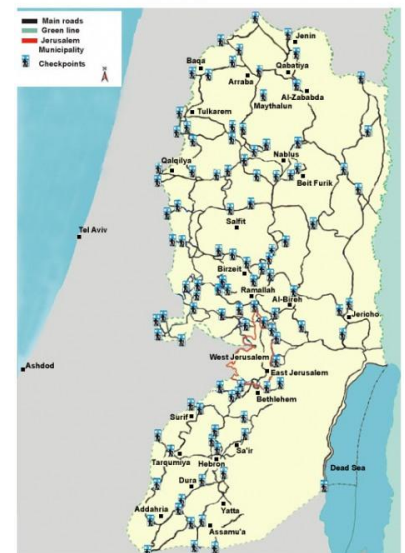 Main roads
Green line
Jerusalem
Municipality
Checkpoints
N
Jenin
Baqa
Qabatiya
Arraba
Al-Zababda
Maythalun
Tulkarem
Nablus
Qalqilya
Beit Furik
Salfit
Tel Aviv
Birzeit
Ramallah
Al-Bireh
Jericho
West Jerusalem
Ashdod
East Jerusalem
Bethlehem
Surif
Sa'ir
Tarqumiya
Hebron
Dead Sea
Dura
Addahria
Yatta
Assamu'a